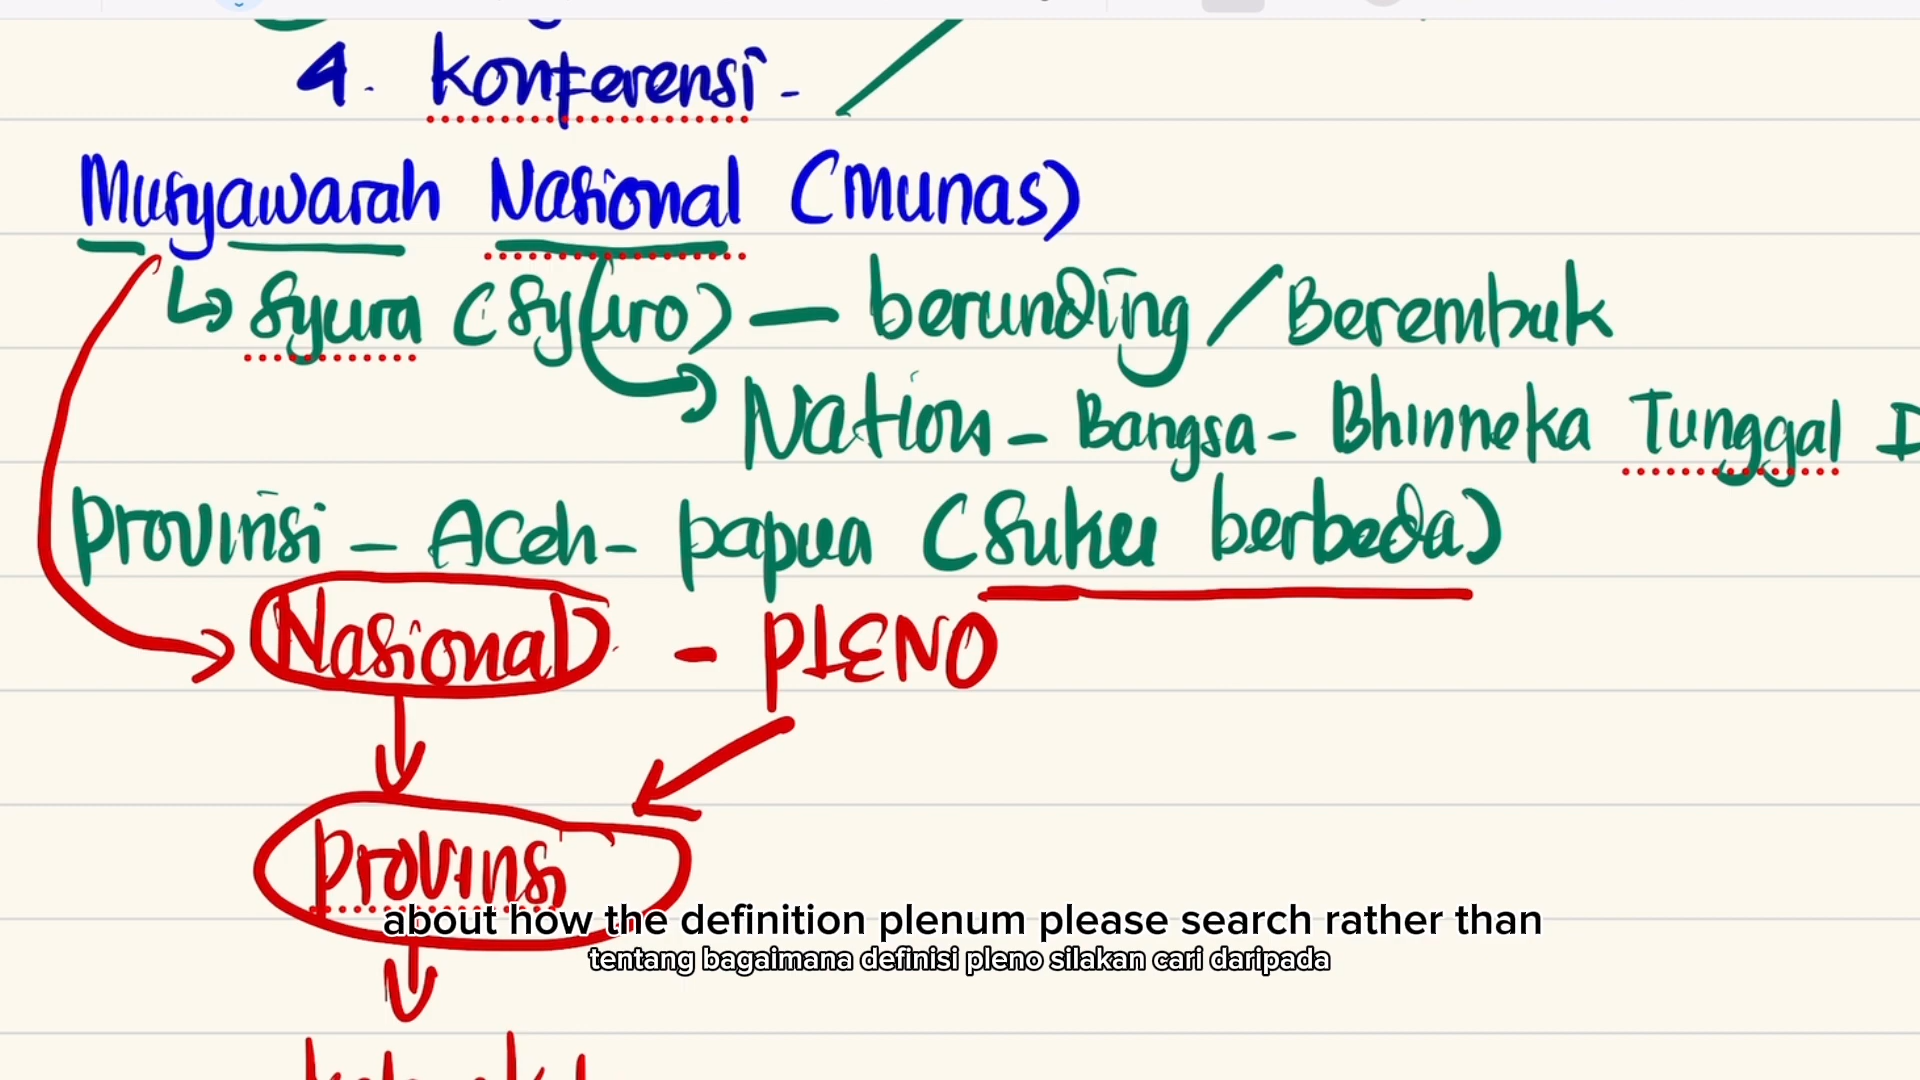 4. Konferensi -
Musyawarah Nasional (Munas)
Syura (Syuro) - berunding / Berembuk
Nation - Bangsa - Bhinneka Tunggal
Provinsi - Aceh - papua (Suku berbeda)
Nasional - PLENO
Provinsi
about how the definition plenum please search rather than
tentang bagaimana definisi pleno silakan cari daripada